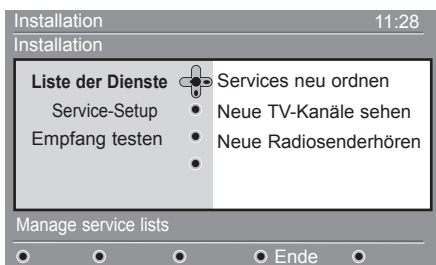 Installation 11:28
Installation
Liste der Dienste Services neu ordnen
Service-Setup Neue TV-Kanäle sehen
Empfang testen Neue Radiosenderhören
Manage service lists
Ende